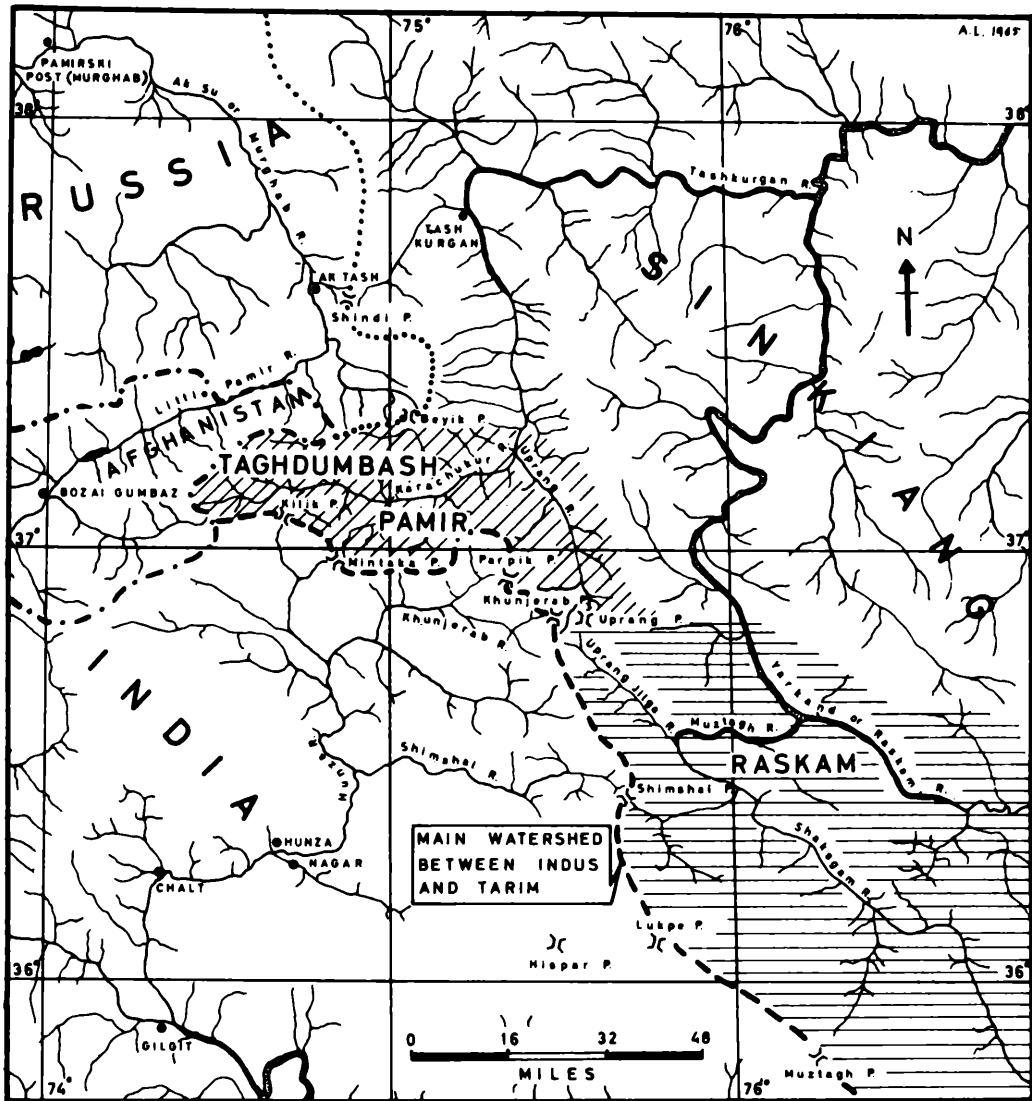 75°
76°
A.L. 1965
PAMIRSKI
POST (MURGHAB)
Ak Su or Murghab R.
38°
38°
RUSSIA
Tashkurgan R.
TASH
KURGAN
N
SINKIANG
AK TASH
Shindi P.
Little Pamir R.
AFGHANISTAM
Beyik P.
TAGHDUMBASH
Karachukur R.
Uprang R.
BOZAI GUMBAZ
Kilik P.
PAMIR
37°
37°
Mintaka P.
Parpik P.
Khunjerab
Khunjerab R.
Uprang P.
Uprang Jilga R.
Yarkand or Raskam R.
Muztagh R.
INDIA
Hunza R.
Shimshal R.
RASKAM
Shimshal P.
MAIN WATERSHED
BETWEEN INDUS
AND TARIM
Shaksgam R.
HUNZA
NAGAR
CHALT
Lukpe P.
Hispar P.
36°
36°
GILGIT
0 16 32 48
MILES
Muztagh P.
74°
76°